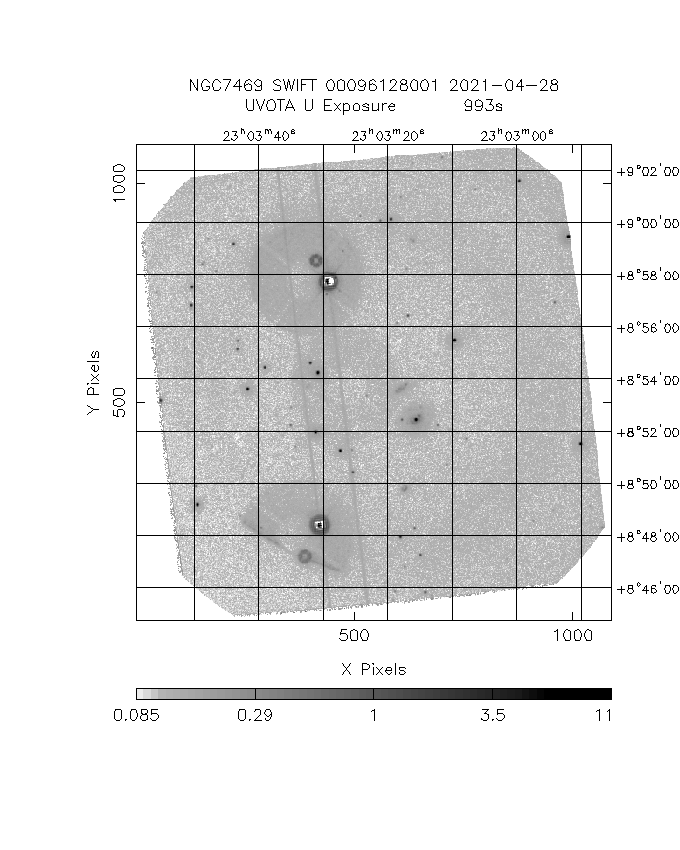 NGC7469 SWIFT 00096128001 2021-04-28
UVOTA U Exposure 993s
23ʰ03ᵐ40ˢ 23ʰ03ᵐ20ˢ 23ʰ03ᵐ00ˢ
+9°02'00
+9°00'00
+8°58'00
+8°56'00
+8°54'00
+8°52'00
+8°50'00
+8°48'00
+8°46'00
1000
500
Y Pixels
500 1000
X Pixels
0.085 0.29 1 3.5 11